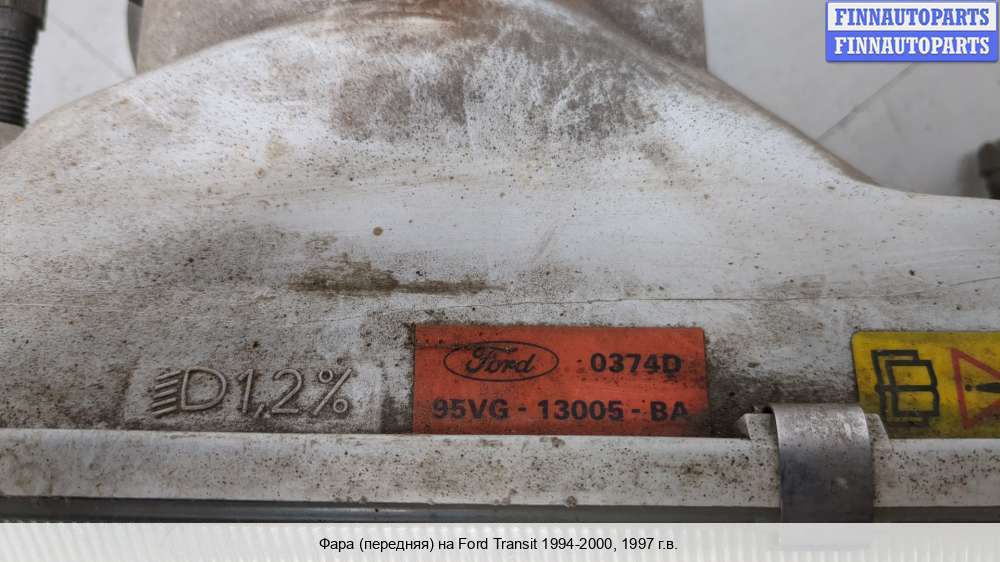 FINNAUTOPARTS
FINNAUTOPARTS
Ford 0374D
95VG - 13005 - BA
D1,2%
Фара (передняя) на Ford Transit 1994-2000, 1997 г.в.